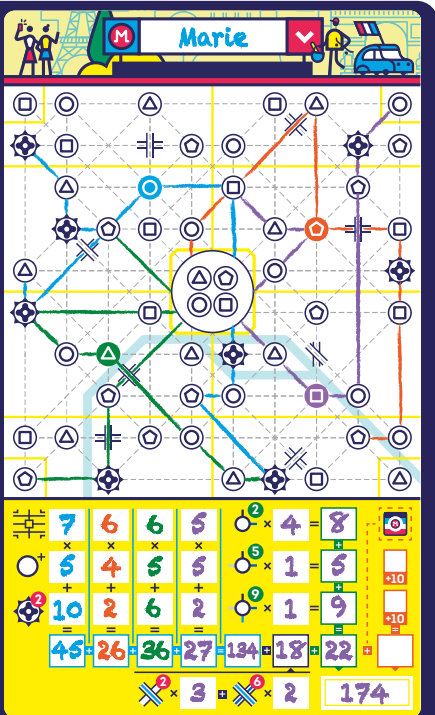 M Marie
M
7 6 6 5 2 × 4 = 8
× × × × +
+ 5 4 5 5 5 × 1 = 5 +10
+ + + + +
2 10 2 6 2 9 × 1 = 9 +10
= = = = = =
45 + 26 + 36 + 27 = 134 + 18 + 22 +
2 × 3 + 6 × 2 174